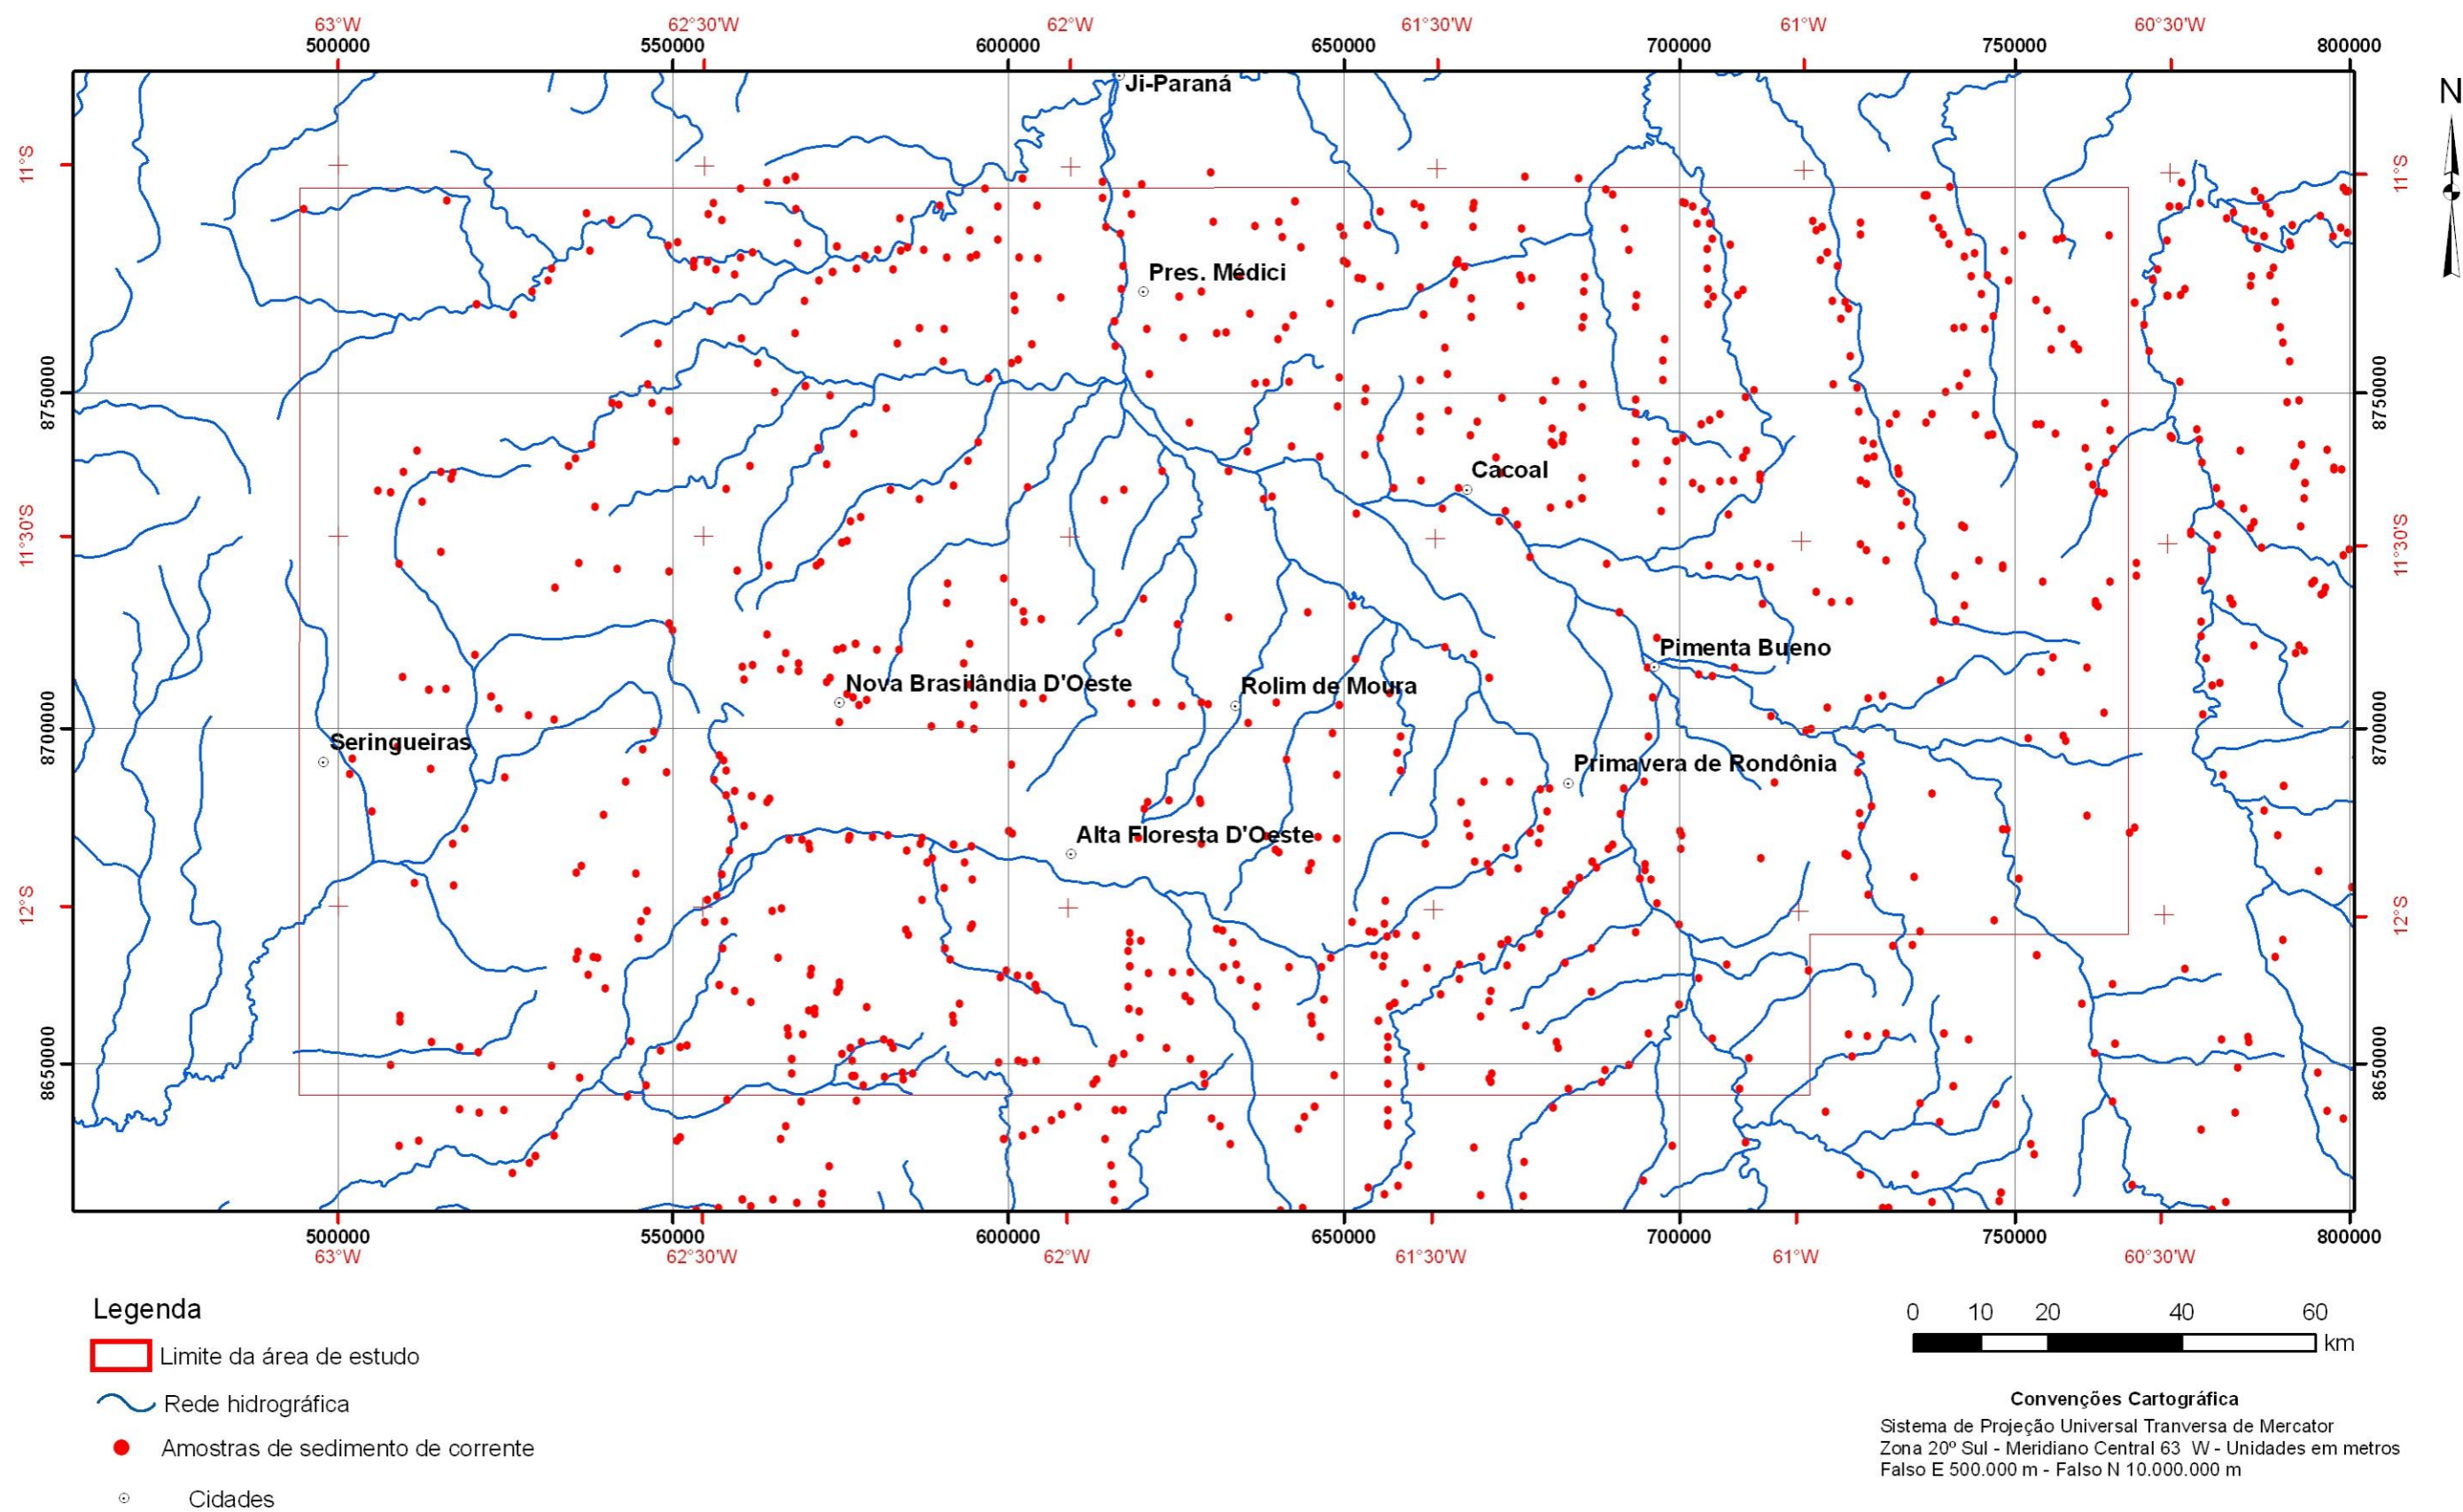 63°W 62°30'W 62°W 61°30'W 61°W 60°30'W
500000 550000 600000 650000 700000 750000 800000
N
Ji-Paraná
11°S 11°S
Pres. Médici
8750000 8750000
Cacoal
11°30'S 11°30'S
Pimenta Bueno
Nova Brasilândia D'Oeste Rolim de Moura
8700000 8700000
Seringueiras
Primavera de Rondônia
Alta Floresta D'Oeste
12°S 12°S
8650000 8650000
500000 550000 600000 650000 700000 750000 800000
63°W 62°30'W 62°W 61°30'W 61°W 60°30'W
Legenda
Limite da área de estudo
Rede hidrográfica
Amostras de sedimento de corrente
Cidades
0 10 20 40 60
km
Convenções Cartográfica
Sistema de Projeção Universal Tranversa de Mercator
Zona 20º Sul - Meridiano Central 63 W - Unidades em metros
Falso E 500.000 m - Falso N 10.000.000 m